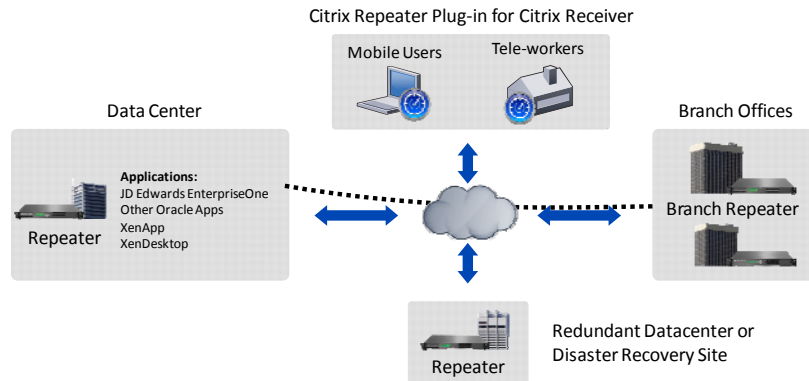 Citrix Repeater Plug-in for Citrix Receiver
Mobile Users
Tele-workers
Data Center
Applications:
JD Edwards EnterpriseOne
Other Oracle Apps
XenApp
XenDesktop
Repeater
Branch Offices
Branch Repeater
Repeater
Redundant Datacenter or
Disaster Recovery Site